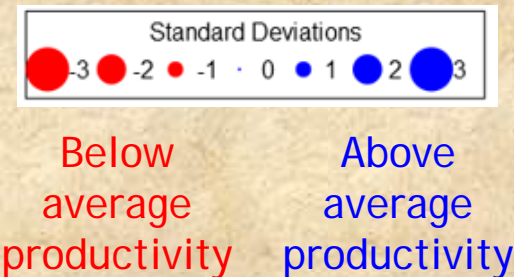 Standard Deviations
-3 -2 -1 0 1 2 3
Below Above
average average
productivity productivity